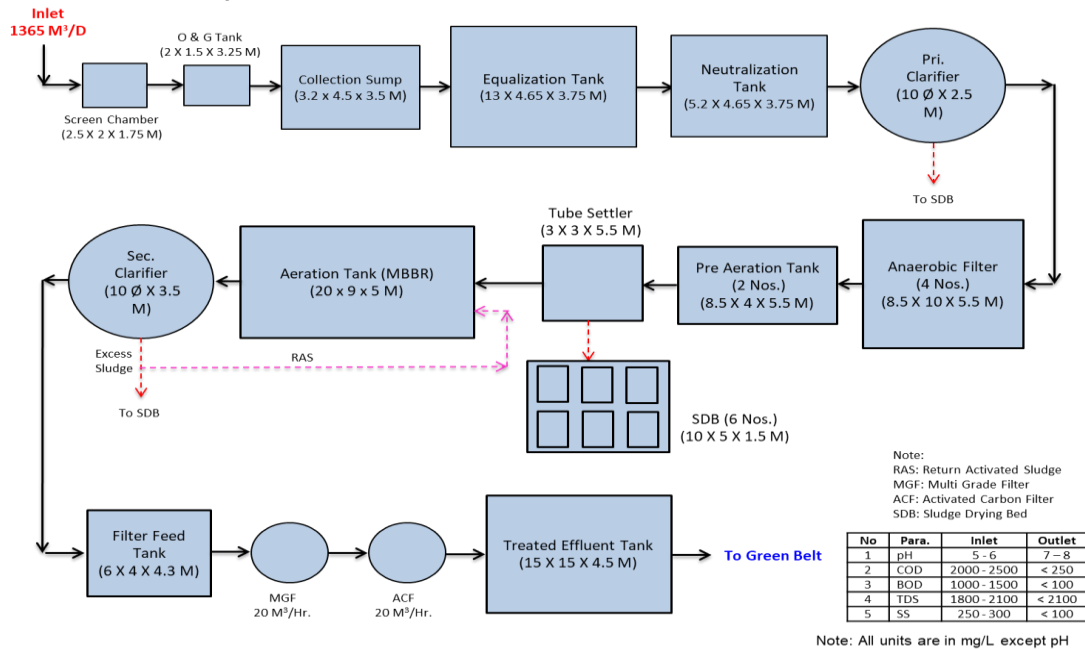 Inlet
1365 M³/D
Screen Chamber
(2.5 X 2 X 1.75 M)
O & G Tank
(2 X 1.5 X 3.25 M)
Collection Sump
(3.2 x 4.5 x 3.5 M)
Equalization Tank
(13 X 4.65 X 3.75 M)
Neutralization
Tank
(5.2 X 4.65 X 3.75 M)
Pri.
Clarifier
(10 Ø X 2.5
M)
To SDB
Anaerobic Filter
(4 Nos.)
(8.5 X 10 X 5.5 M)
Pre Aeration Tank
(2 Nos.)
(8.5 X 4 X 5.5 M)
Tube Settler
(3 X 3 X 5.5 M)
SDB (6 Nos.)
(10 X 5 X 1.5 M)
Aeration Tank (MBBR)
(20 x 9 x 5 M)
RAS
Sec.
Clarifier
(10 Ø X 3.5
M)
Excess
Sludge
To SDB
Filter Feed
Tank
(6 X 4 X 4.3 M)
MGF
20 M³/Hr.
ACF
20 M³/Hr.
Treated Effluent Tank
(15 X 15 X 4.5 M)
To Green Belt
Note:
RAS: Return Activated Sludge
MGF: Multi Grade Filter
ACF: Activated Carbon Filter
SDB: Sludge Drying Bed
No Para. Inlet Outlet
1 pH 5 - 6 7 – 8
2 COD 2000 - 2500 < 250
3 BOD 1000 - 1500 < 100
4 TDS 1800 - 2100 < 2100
5 SS 250 - 300 < 100
Note: All units are in mg/L except pH